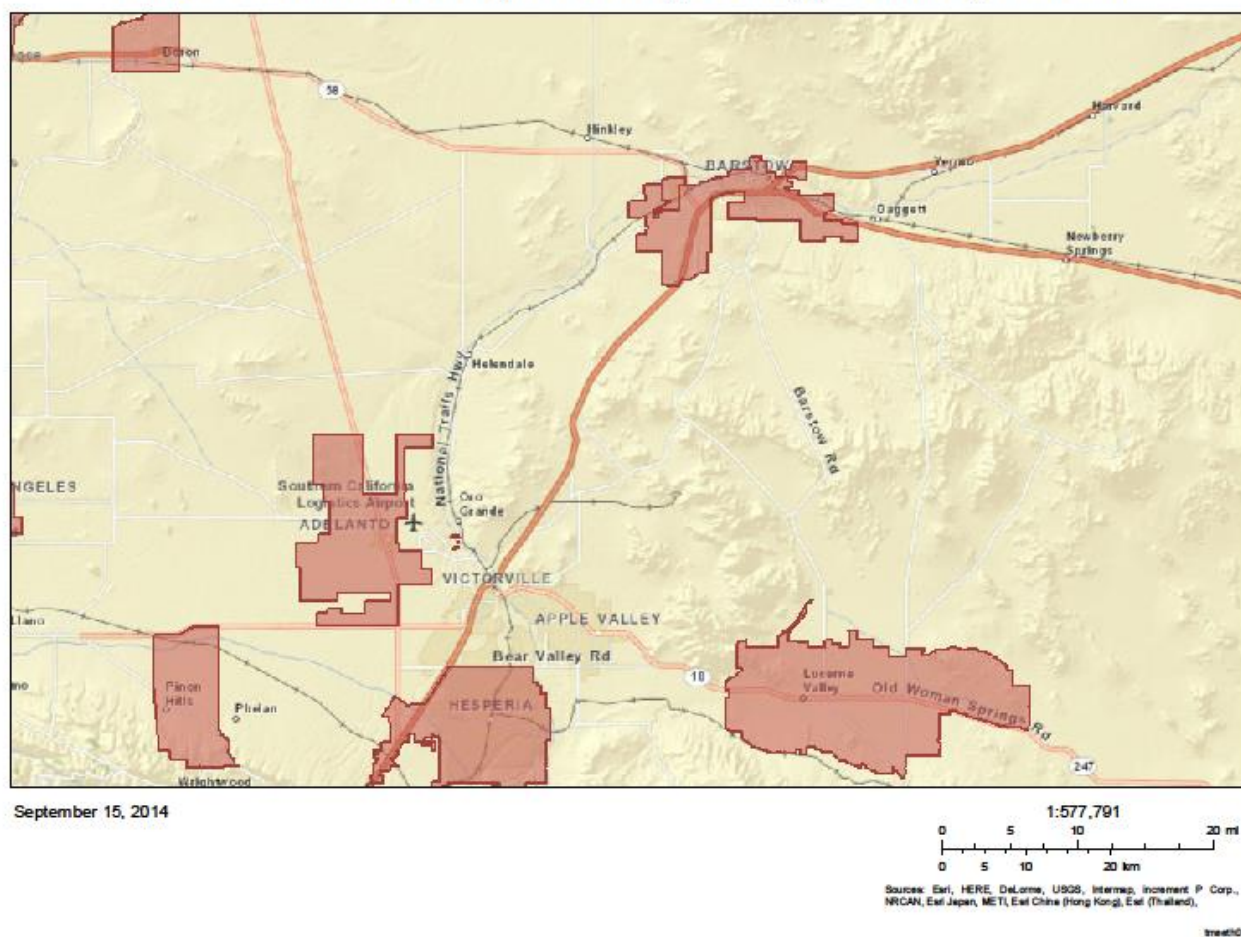 Boron
58
Hinkley
Harvard
BARSTOW
Yermo
Daggett
Newberry
Springs
Helendale
National Trails Hwy
Barstow Rd
NGELES
Southern California
Logistics Airport
ADELANTO
Oro
Grande
VICTORVILLE
APPLE VALLEY
Llano
Bear Valley Rd
18
Pinon
Hills
Phelan
HESPERIA
Lucerne
Valley
Old Woman Springs Rd
247
Wrightwood
September 15, 2014
1:577,791
0 5 10 20 mi
0 5 10 20 km
Sources: Esri, HERE, DeLorme, USGS, Intermap, increment P Corp.,
NRCAN, Esri Japan, METI, Esri China (Hong Kong), Esri (Thailand),